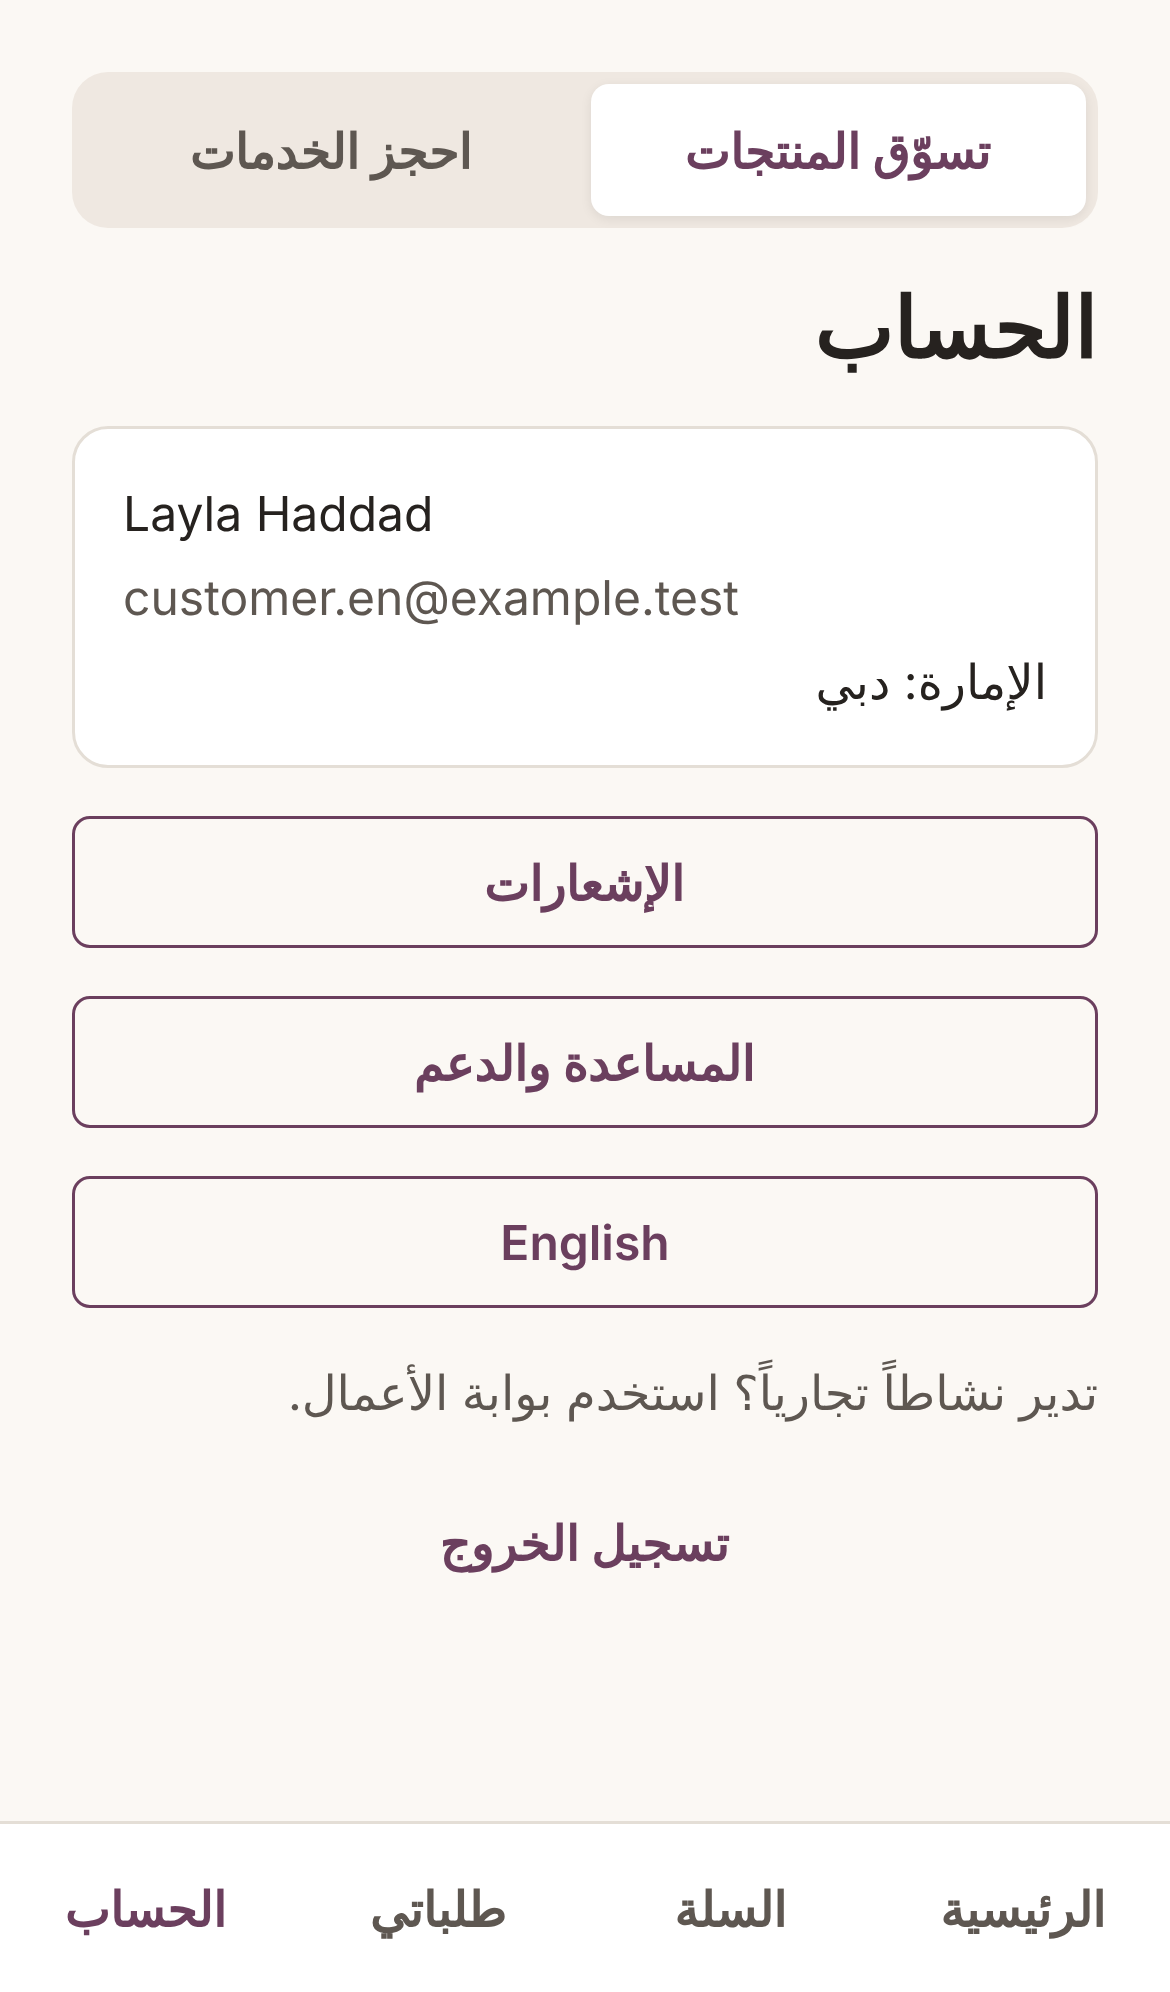 تسوّق المنتجات
احجز الخدمات
الحساب
Layla Haddad
customer.en@example.test
الإمارة: دبي
الإشعارات
المساعدة والدعم
English
تدير نشاطاً تجارياً؟ استخدم بوابة الأعمال.
تسجيل الخروج
الرئيسية
السلة
طلباتي
الحساب